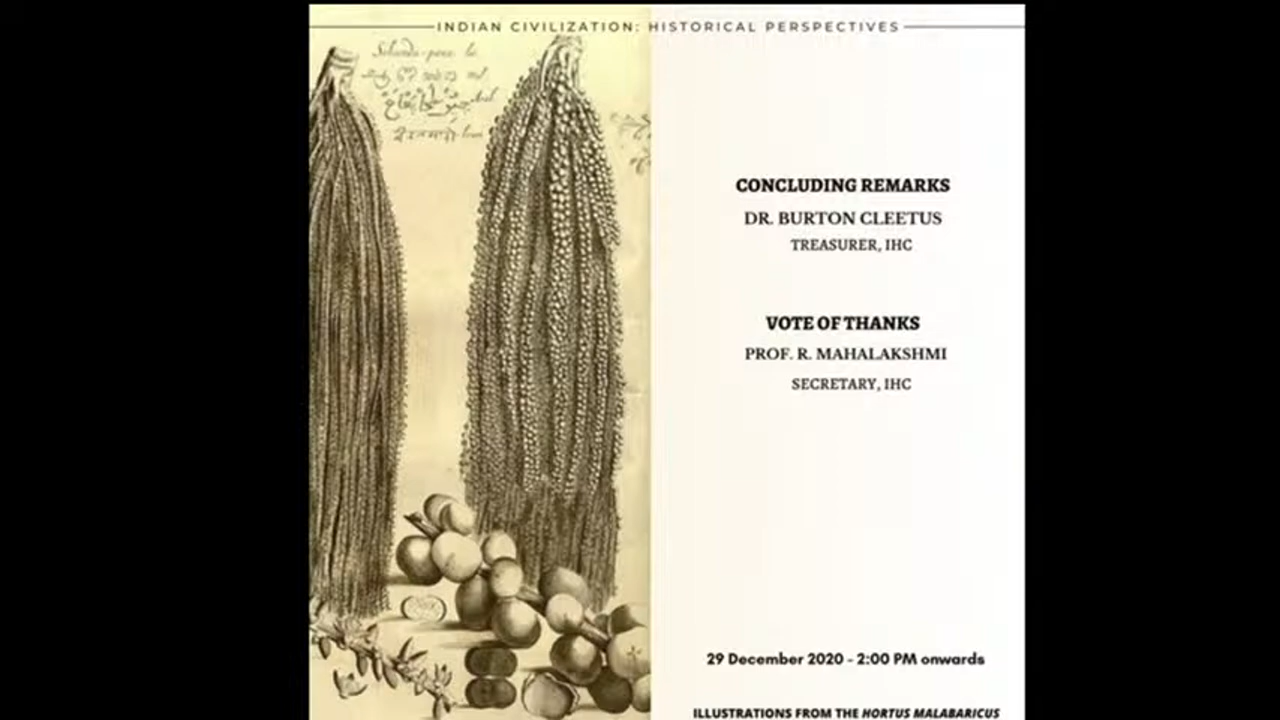 INDIAN CIVILIZATION: HISTORICAL PERSPECTIVES
CONCLUDING REMARKS
DR. BURTON CLEETUS
TREASURER, IHC
VOTE OF THANKS
PROF. R. MAHALAKSHMI
SECRETARY, IHC
29 December 2020 - 2:00 PM onwards
ILLUSTRATIONS FROM THE HORTUS MALABARICUS